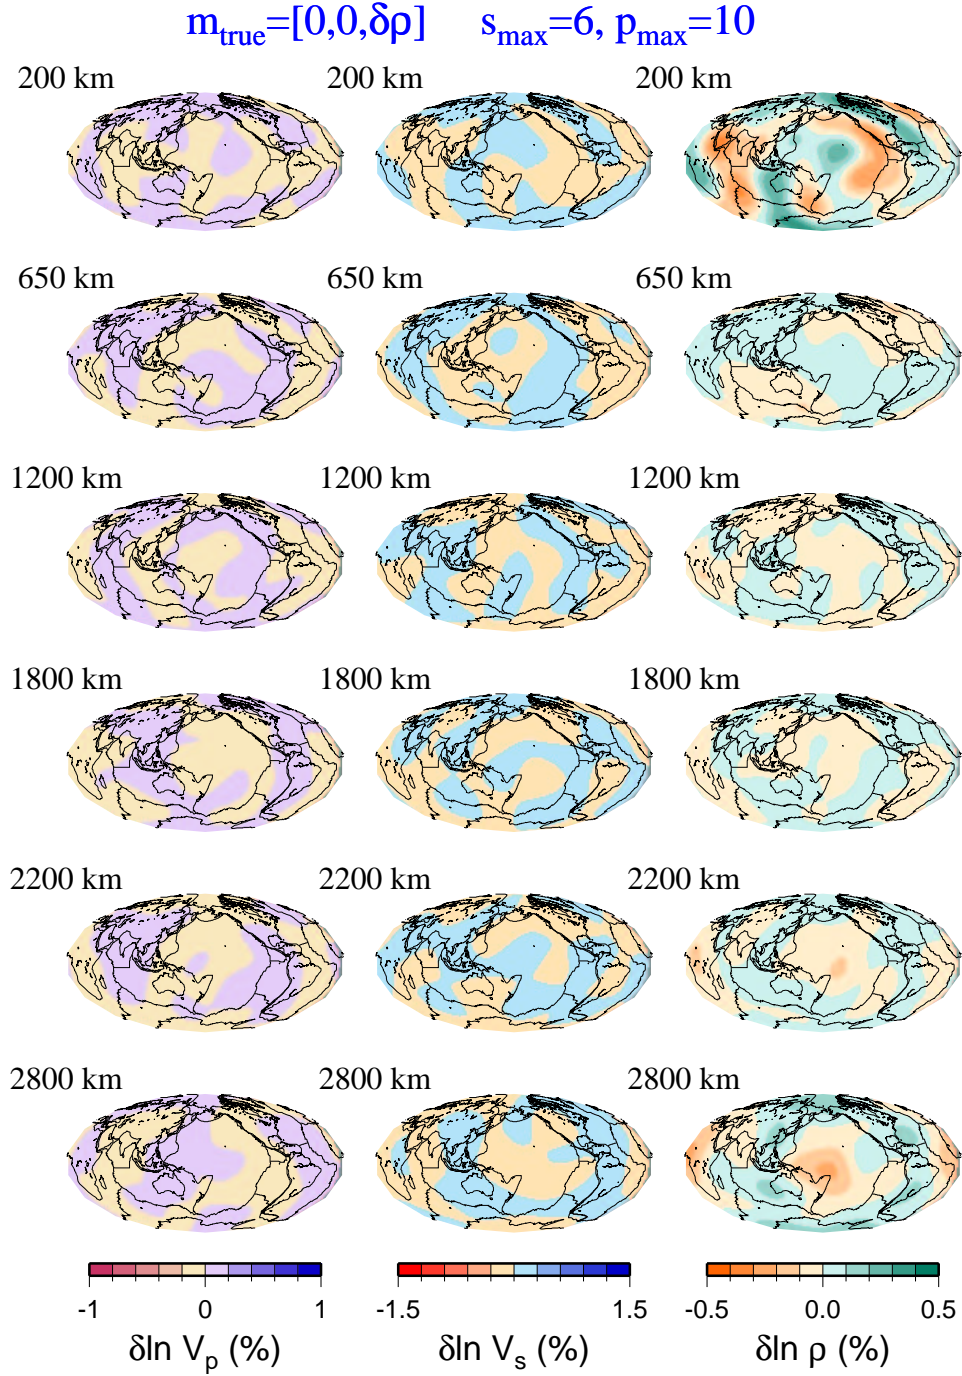 m_true=[0,0,δρ] s_max=6, p_max=10
200 km 200 km 200 km
650 km 650 km 650 km
1200 km 1200 km 1200 km
1800 km 1800 km 1800 km
2200 km 2200 km 2200 km
2800 km 2800 km 2800 km
-1 0 1 -1.5 1.5 -0.5 0.0 0.5
δln V_p (%) δln V_s (%) δln ρ (%)